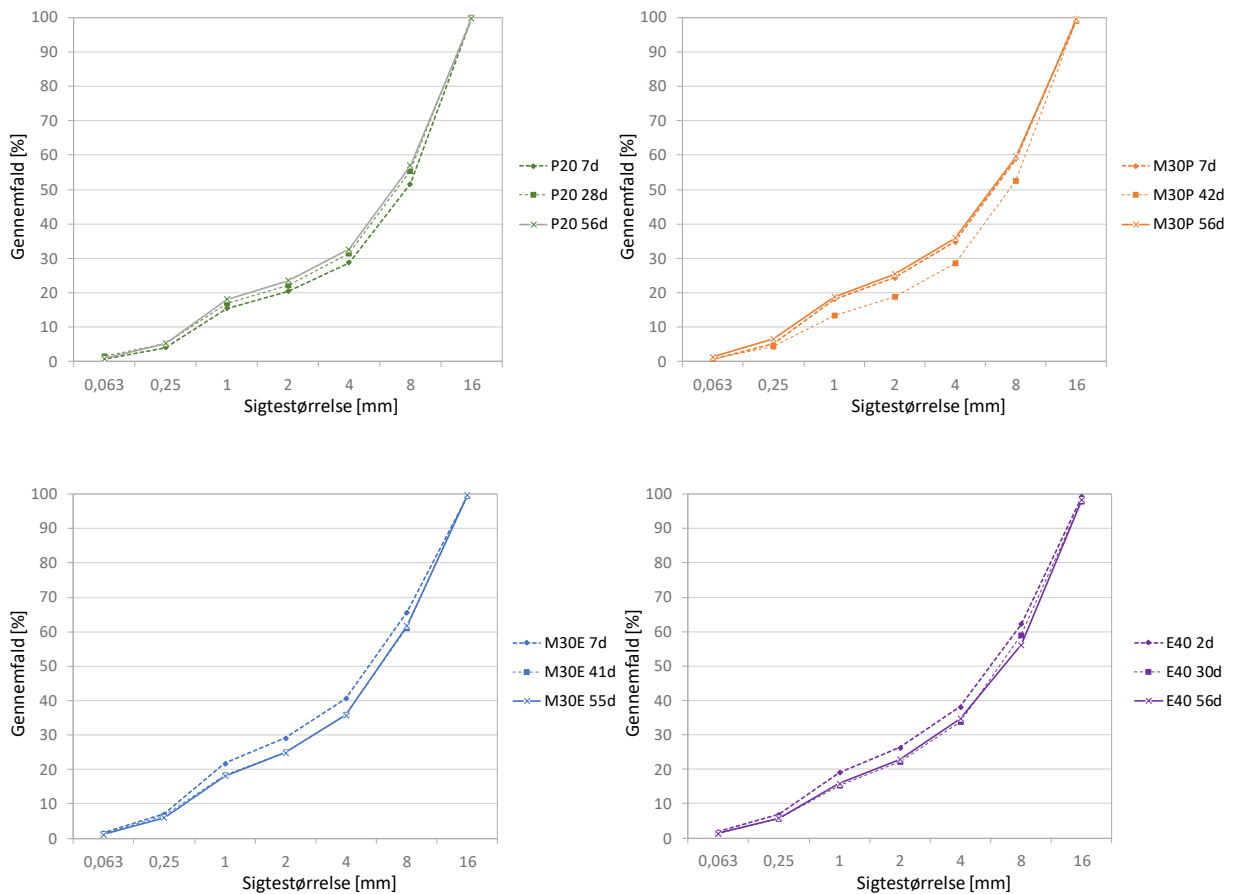 100
90
80
70
60
50
40
30
20
10
0
Gennemfald [%]
0,063 0,25 1 2 4 8 16
Sigtestørrelse [mm]
P20 7d
P20 28d
P20 56d
100
90
80
70
60
50
40
30
20
10
0
Gennemfald [%]
0,063 0,25 1 2 4 8 16
Sigtestørrelse [mm]
M30P 7d
M30P 42d
M30P 56d
100
90
80
70
60
50
40
30
20
10
0
Gennemfald [%]
0,063 0,25 1 2 4 8 16
Sigtestørrelse [mm]
M30E 7d
M30E 41d
M30E 55d
100
90
80
70
60
50
40
30
20
10
0
Gennemfald [%]
0,063 0,25 1 2 4 8 16
Sigtestørrelse [mm]
E40 2d
E40 30d
E40 56d